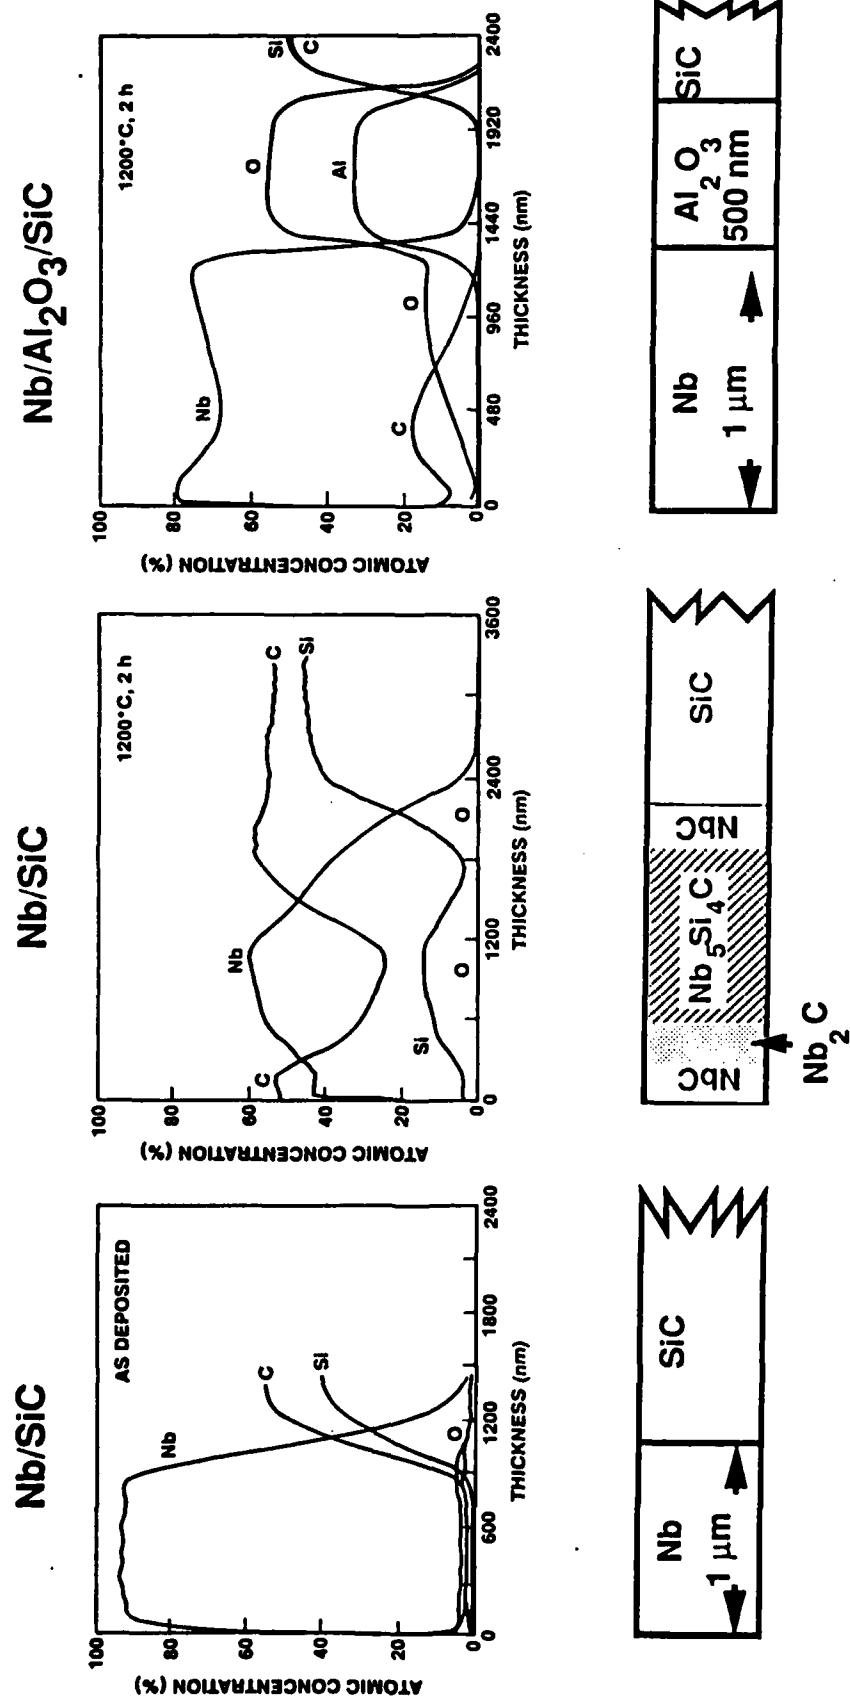 Nb/SiC
AS DEPOSITED
ATOMIC CONCENTRATION (%)
100
80
60
40
20
0
Nb
C
Si
O
0
600
1200
1800
2400
THICKNESS (nm)
Nb
1 μm
SiC
Nb/SiC
1200°C, 2 h
ATOMIC CONCENTRATION (%)
100
80
60
40
20
0
C
Nb
Si
O
O
C
Si
0
1200
2400
3600
THICKNESS (nm)
NbC
Nb5Si4C
NbC
SiC
Nb2C
Nb/Al2O3/SiC
1200°C, 2 h
ATOMIC CONCENTRATION (%)
100
80
60
40
20
0
Nb
C
O
O
Al
Si
C
0
480
960
1440
1920
2400
THICKNESS (nm)
Nb
1 μm
Al2O3
500 nm
SiC